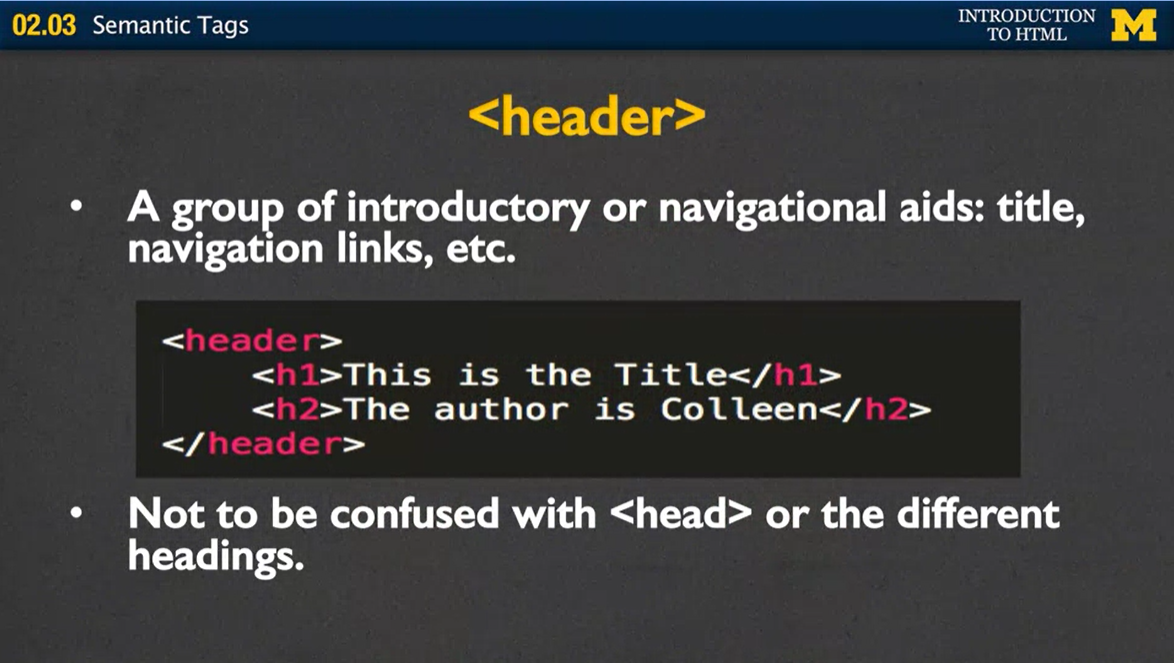 02.03 Semantic Tags
INTRODUCTION
TO HTML
M
<header>
• A group of introductory or navigational aids: title,
navigation links, etc.
<header>
    <h1>This is the Title</h1>
    <h2>The author is Colleen</h2>
</header>
• Not to be confused with <head> or the different
headings.